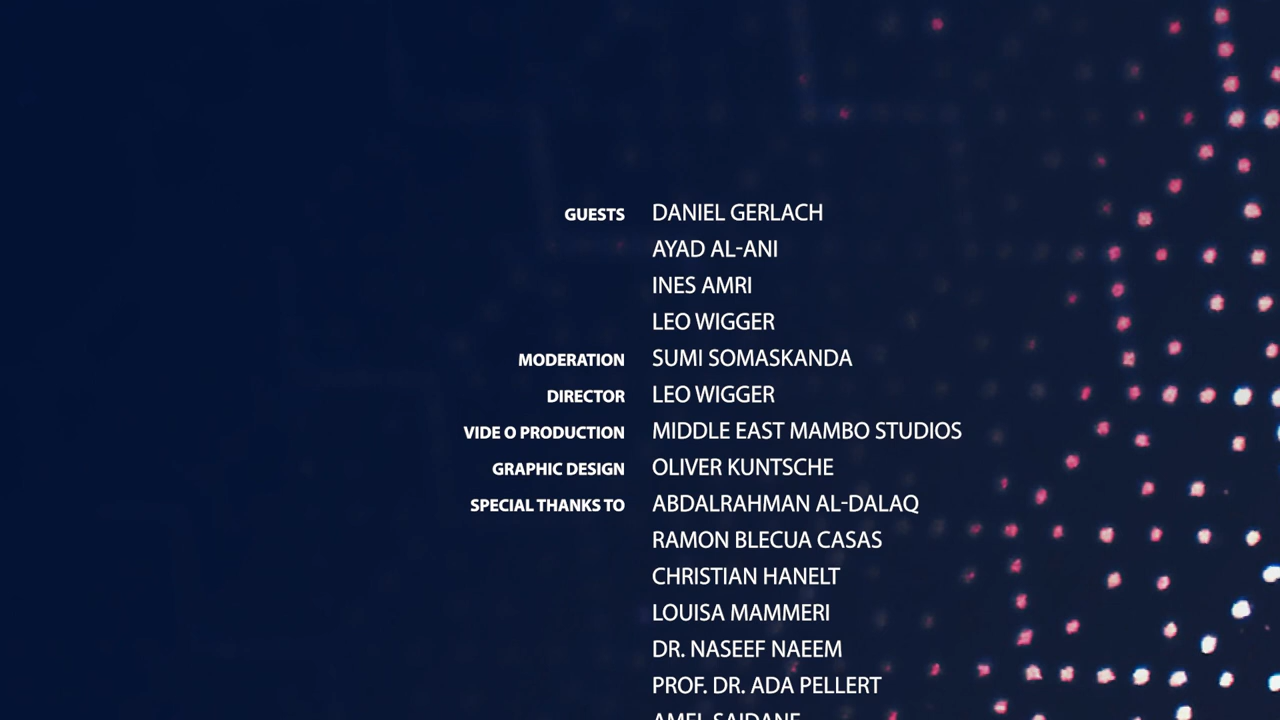 GUESTS DANIEL GERLACH
AYAD AL-ANI
INES AMRI
LEO WIGGER
MODERATION SUMI SOMASKANDA
DIRECTOR LEO WIGGER
VIDE O PRODUCTION MIDDLE EAST MAMBO STUDIOS
GRAPHIC DESIGN OLIVER KUNTSCHE
SPECIAL THANKS TO ABDALRAHMAN AL-DALAQ
RAMON BLECUA CASAS
CHRISTIAN HANELT
LOUISA MAMMERI
DR. NASEEF NAEEM
PROF. DR. ADA PELLERT